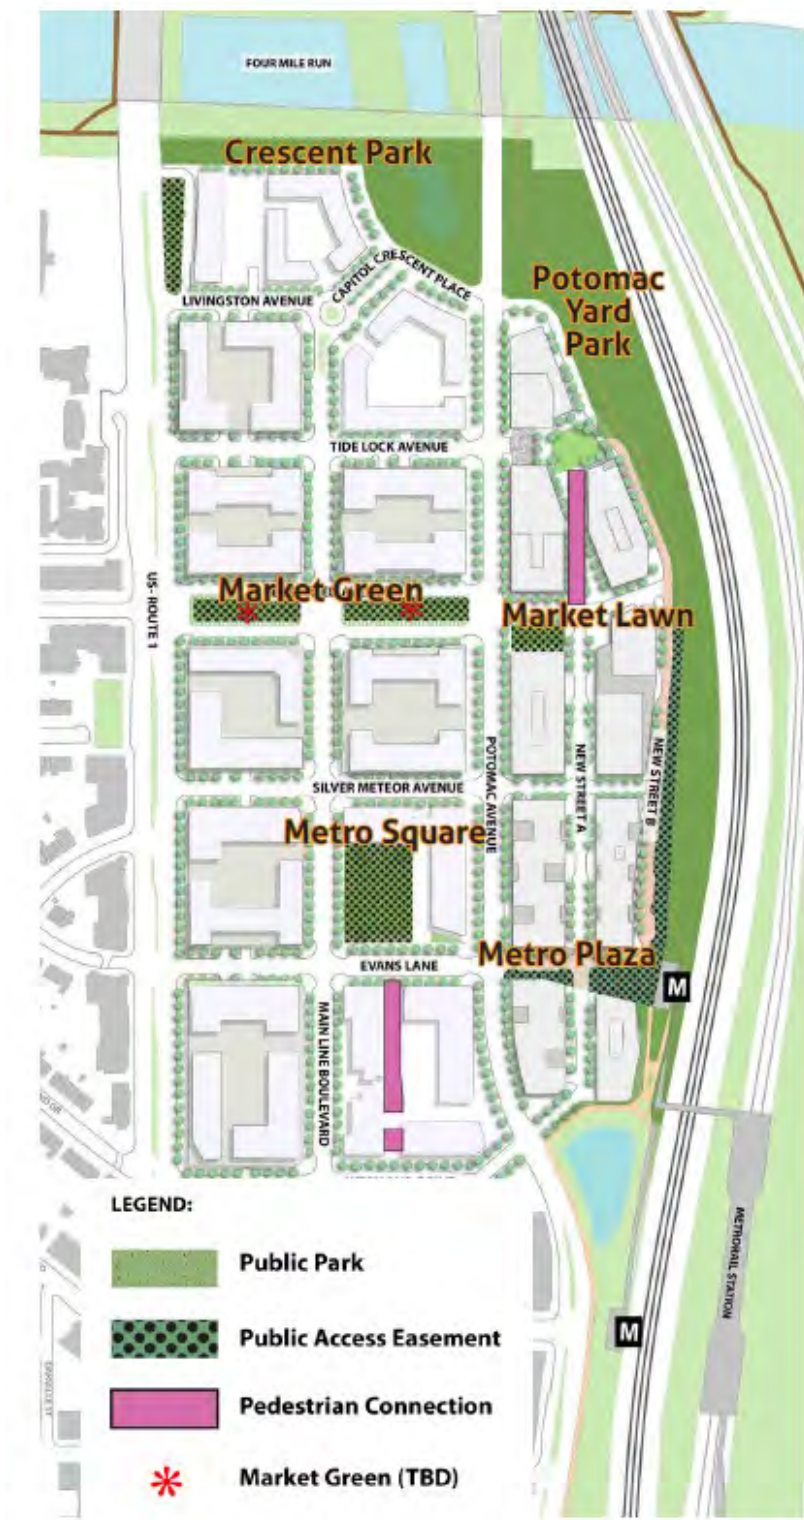 FOUR MILE RUN
Crescent Park
CAPITOL CRESCENT PLACE
LIVINGSTON AVENUE
Potomac
Yard
Park
TIDE LOCK AVENUE
US- ROUTE 1
Market Green
Market Lawn
POTOMAC AVENUE
NEW STREET A
NEW STREET B
SILVER METEOR AVENUE
Metro Square
Metro Plaza
EVANS LANE
M
MAIN LINE BOULEVARD
METRORAIL STATION
M
LEGEND:
Public Park
Public Access Easement
Pedestrian Connection
Market Green (TBD)